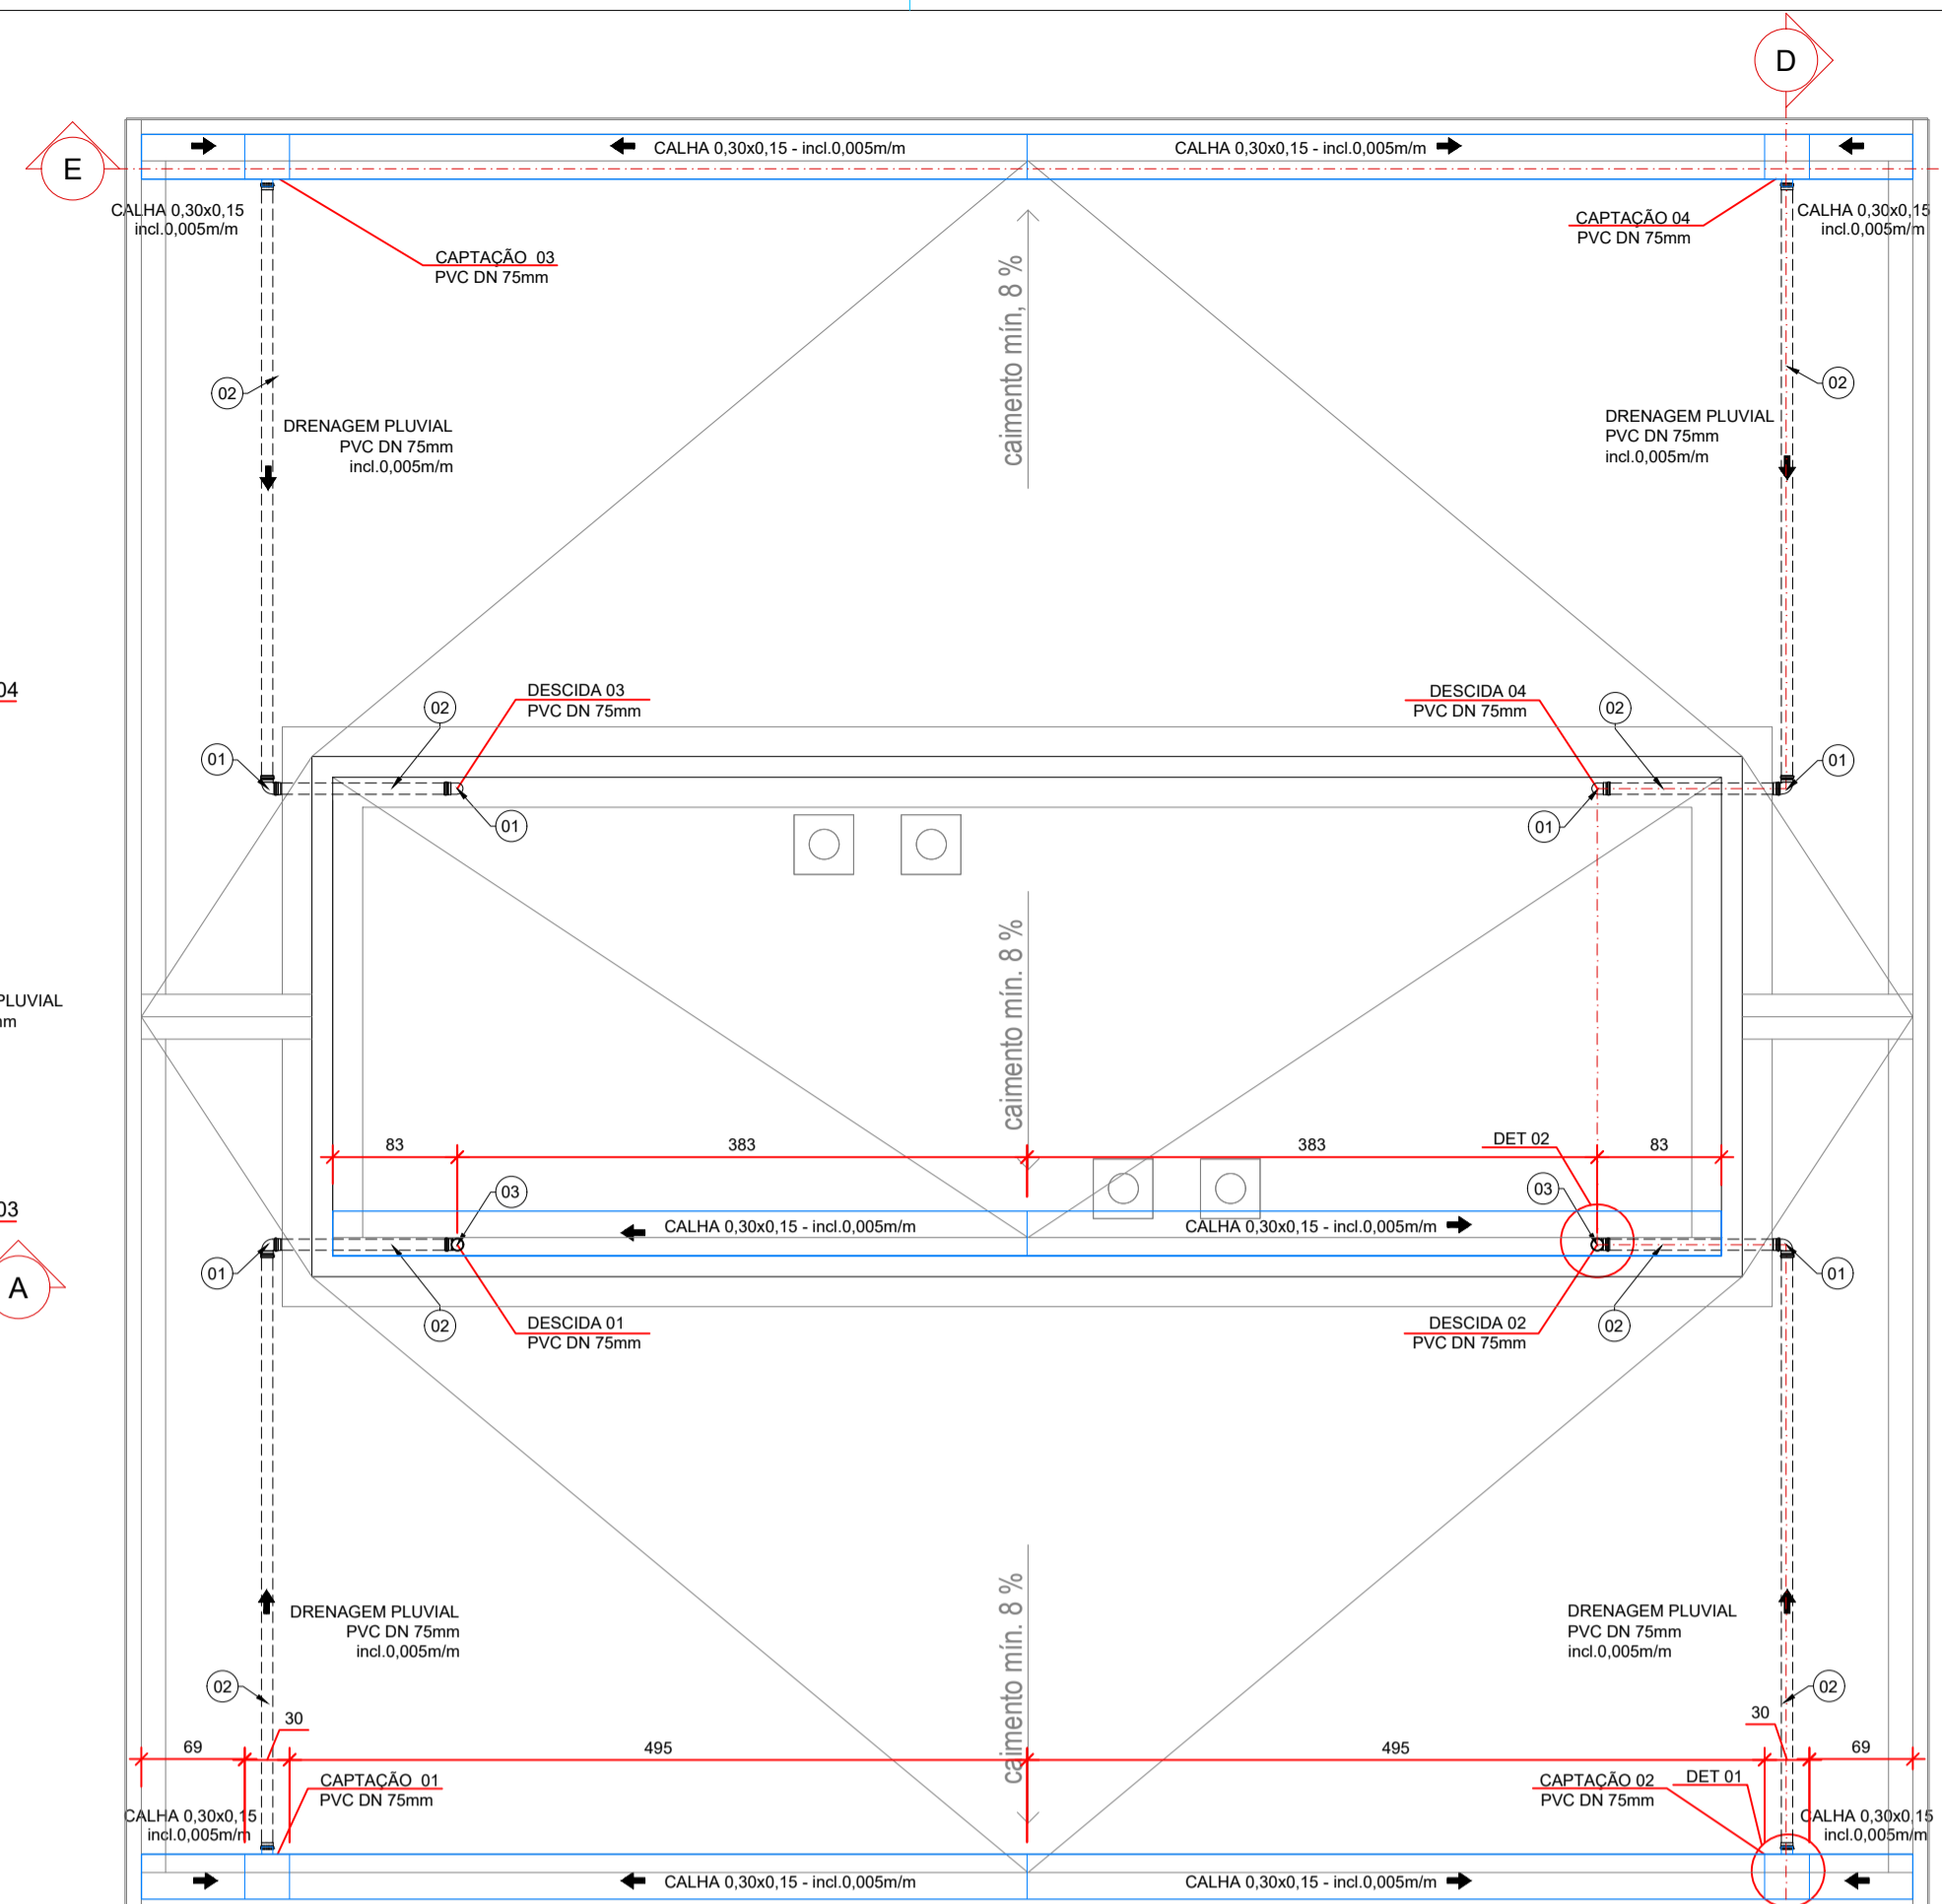 D
E
CALHA 0,30x0,15 - incl.0,005m/m
CALHA 0,30x0,15 - incl.0,005m/m
CALHA 0,30x0,15
incl.0,005m/m
CAPTAÇÃO 03
PVC DN 75mm
CAPTAÇÃO 04
PVC DN 75mm
CALHA 0,30x0,15
incl.0,005m/m
caimento mín, 8 %
02
02
DRENAGEM PLUVIAL
PVC DN 75mm
incl.0,005m/m
DRENAGEM PLUVIAL
PVC DN 75mm
incl.0,005m/m
04
DESCIDA 03
PVC DN 75mm
02
DESCIDA 04
PVC DN 75mm
02
01
01
01
01
caimento mín. 8 %
PLUVIAL
83
383
383
DET 02
83
03
03
03
CALHA 0,30x0,15 - incl.0,005m/m
CALHA 0,30x0,15 - incl.0,005m/m
A
01
01
02
02
DESCIDA 01
PVC DN 75mm
DESCIDA 02
PVC DN 75mm
caimento mín. 8 %
DRENAGEM PLUVIAL
PVC DN 75mm
incl.0,005m/m
DRENAGEM PLUVIAL
PVC DN 75mm
incl.0,005m/m
02
02
30
30
69
495
495
69
CAPTAÇÃO 01
PVC DN 75mm
CAPTAÇÃO 02
PVC DN 75mm
DET 01
CALHA 0,30x0,15
incl.0,005m/m
CALHA 0,30x0,15
incl.0,005m/m
CALHA 0,30x0,15 - incl.0,005m/m
CALHA 0,30x0,15 - incl.0,005m/m